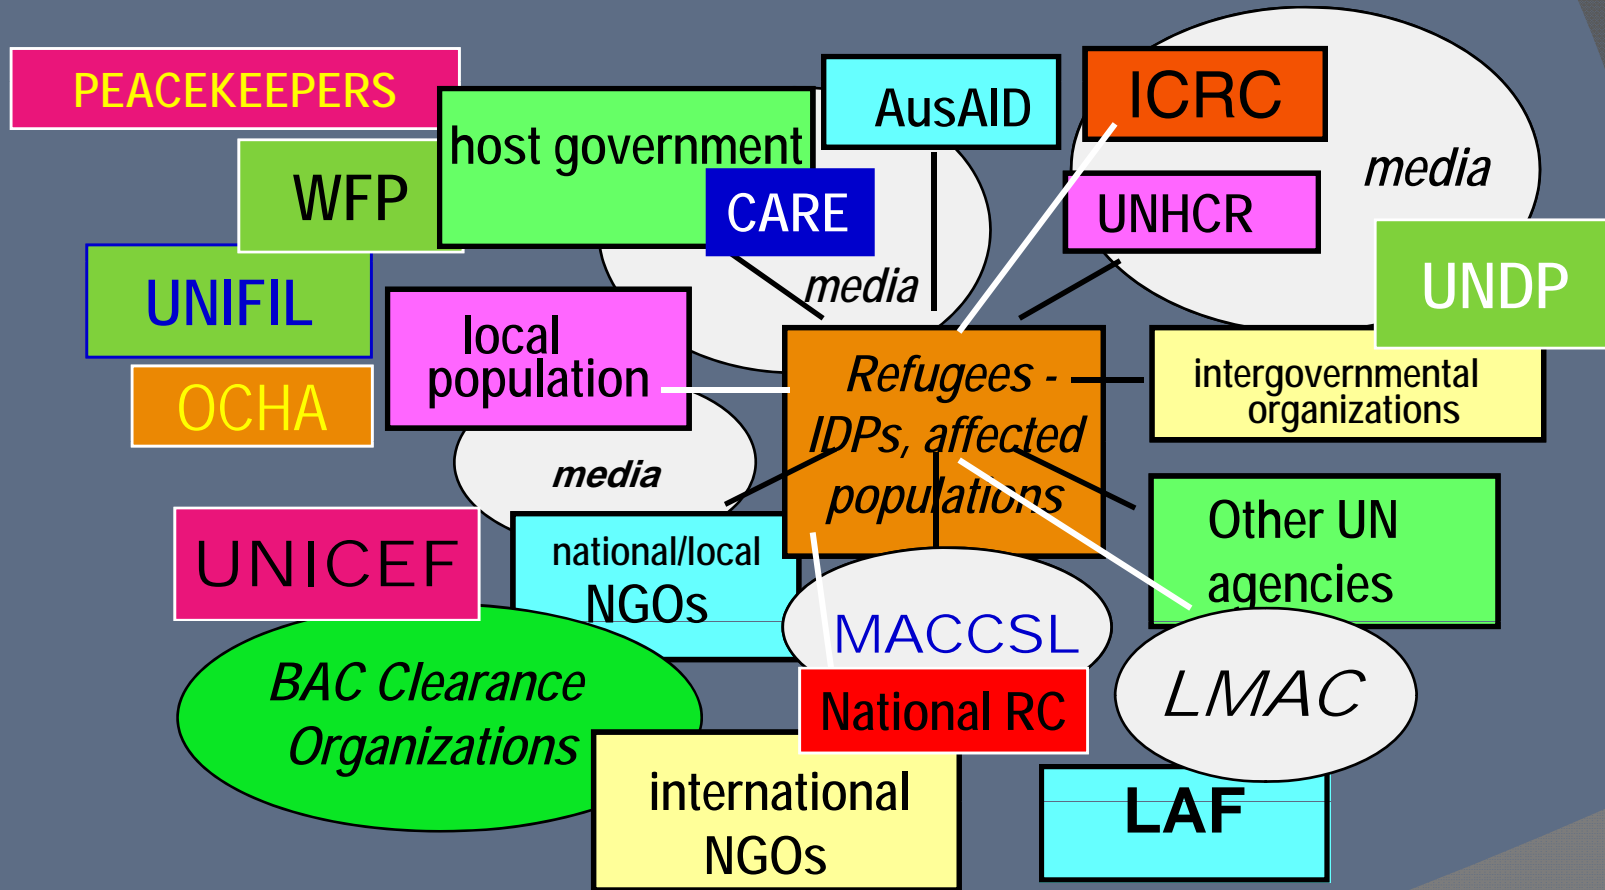 PEACEKEEPERS
host government
AusAID
ICRC
media
WFP
CARE
UNHCR
UNDP
UNIFIL
media
local
population
OCHA
Refugees -
IDPs, affected
populations
intergovernmental
organizations
media
UNICEF
national/local
NGOs
Other UN
agencies
MACCSL
BAC Clearance
Organizations
National RC
LMAC
international
NGOs
LAF